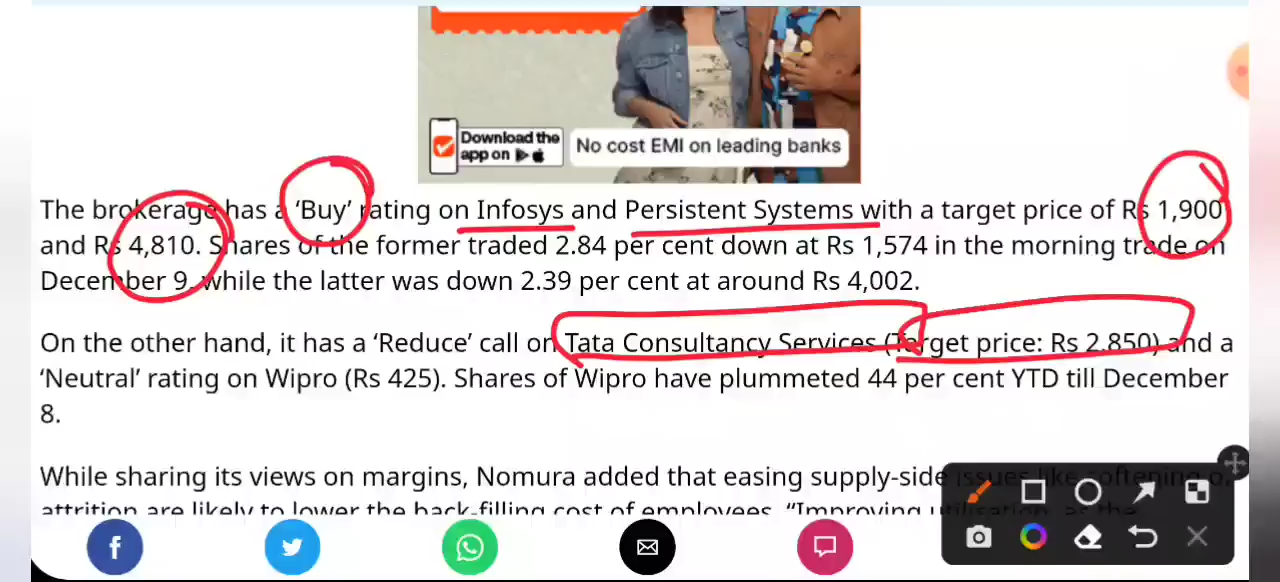 Download the
app on
No cost EMI on leading banks
The brokerage has a ‘Buy’ rating on Infosys and Persistent Systems with a target price of Rs 1,900
and Rs 4,810. Shares of the former traded 2.84 per cent down at Rs 1,574 in the morning trade on
December 9, while the latter was down 2.39 per cent at around Rs 4,002.
On the other hand, it has a ‘Reduce’ call on Tata Consultancy Services (Target price: Rs 2,850) and a
‘Neutral’ rating on Wipro (Rs 425). Shares of Wipro have plummeted 44 per cent YTD till December
8.
While sharing its views on margins, Nomura added that easing supply-side issues like softening of
attrition are likely to lower the back-filling cost of employees. “Improving utilisation, as the